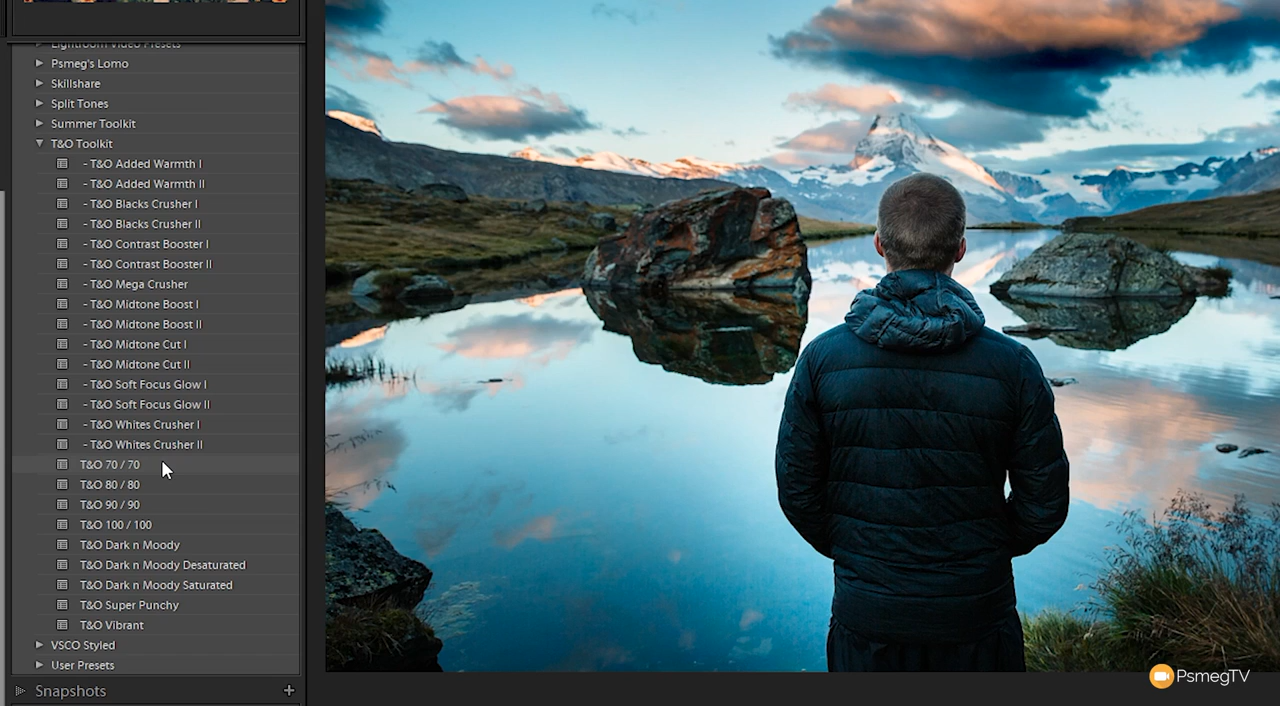 Lightroom Video Presets
Psmeg's Lomo
Skillshare
Split Tones
Summer Toolkit
T&O Toolkit
- T&O Added Warmth I
- T&O Added Warmth II
- T&O Blacks Crusher I
- T&O Blacks Crusher II
- T&O Contrast Booster I
- T&O Contrast Booster II
- T&O Mega Crusher
- T&O Midtone Boost I
- T&O Midtone Boost II
- T&O Midtone Cut I
- T&O Midtone Cut II
- T&O Soft Focus Glow I
- T&O Soft Focus Glow II
- T&O Whites Crusher I
- T&O Whites Crusher II
T&O 70 / 70
T&O 80 / 80
T&O 90 / 90
T&O 100 / 100
T&O Dark n Moody
T&O Dark n Moody Desaturated
T&O Dark n Moody Saturated
T&O Super Punchy
T&O Vibrant
VSCO Styled
User Presets
Snapshots +
PsmegTV